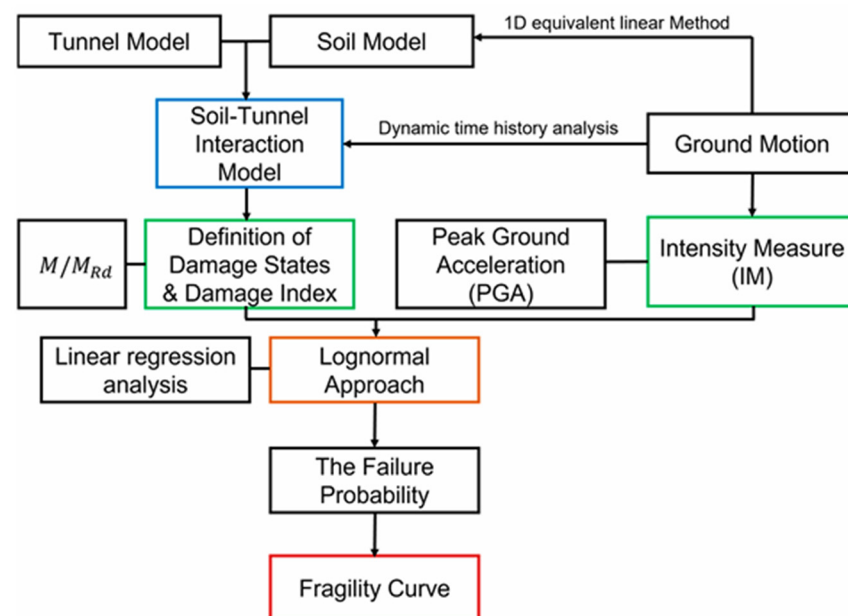 Tunnel Model
Soil Model
1D equivalent linear Method
Soil-Tunnel
Interaction
Model
Dynamic time history analysis
Ground Motion
M/M_{Rd}
Definition of
Damage States
& Damage Index
Peak Ground
Acceleration
(PGA)
Intensity Measure
(IM)
Linear regression
analysis
Lognormal
Approach
The Failure
Probability
Fragility Curve